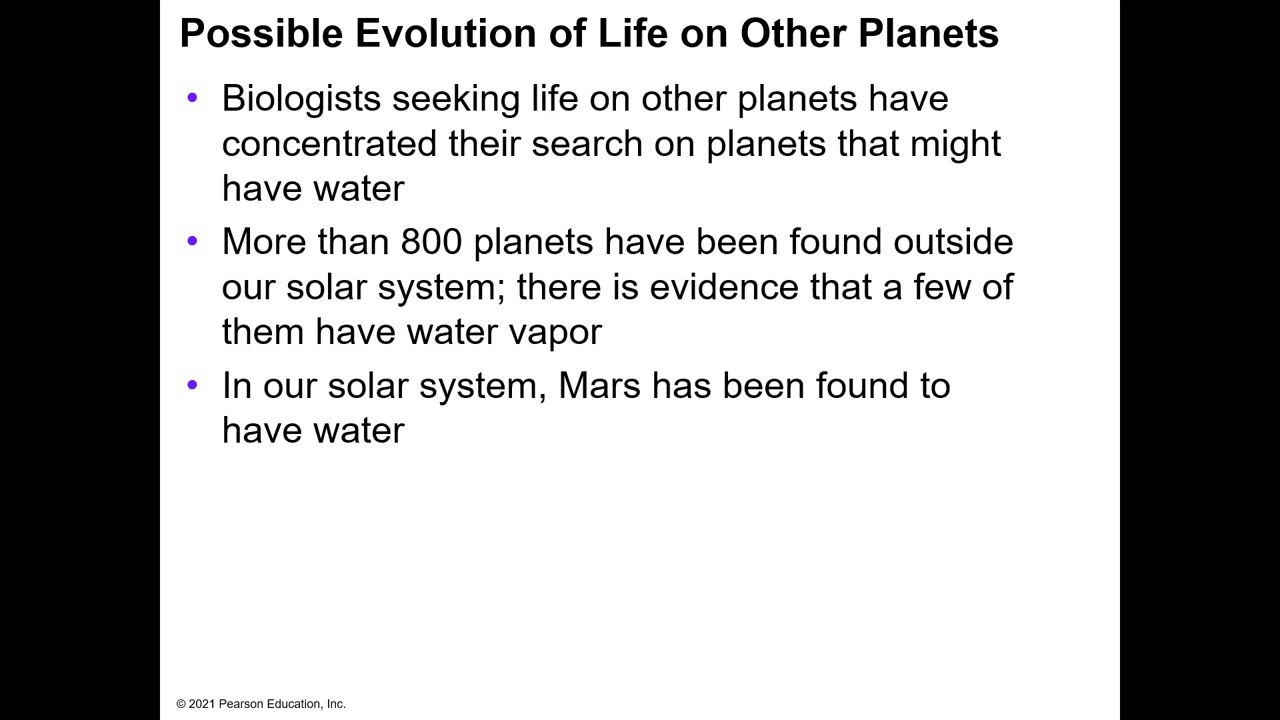 Possible Evolution of Life on Other Planets
• Biologists seeking life on other planets have
concentrated their search on planets that might
have water
• More than 800 planets have been found outside
our solar system; there is evidence that a few of
them have water vapor
• In our solar system, Mars has been found to
have water
© 2021 Pearson Education, Inc.